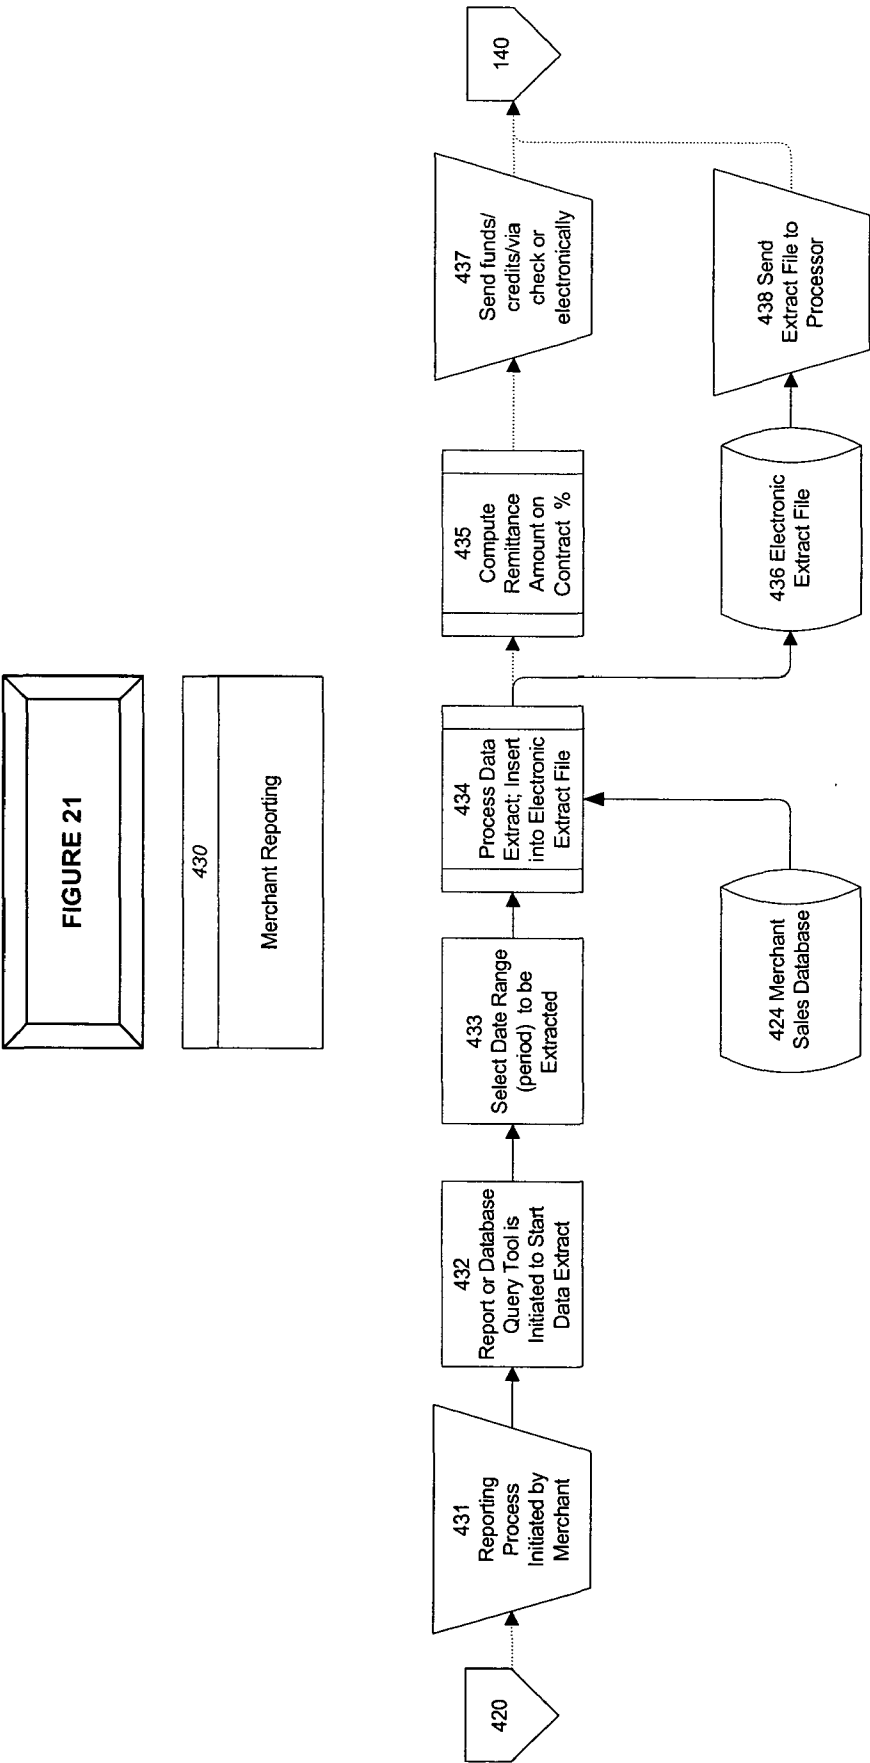 FIGURE 21
430
Merchant Reporting
420
431
Reporting
Process
Initiated by
Merchant
432
Report or Database
Query Tool is
Initiated to Start
Data Extract
433
Select Date Range
(period) to be
Extracted
434
Process Data
Extract; Insert
into Electronic
Extract File
435
Compute
Remittance
Amount on
Contract %
437
Send funds/
credits/via
check or
electronically
140
424 Merchant
Sales Database
436 Electronic
Extract File
438 Send
Extract File to
Processor